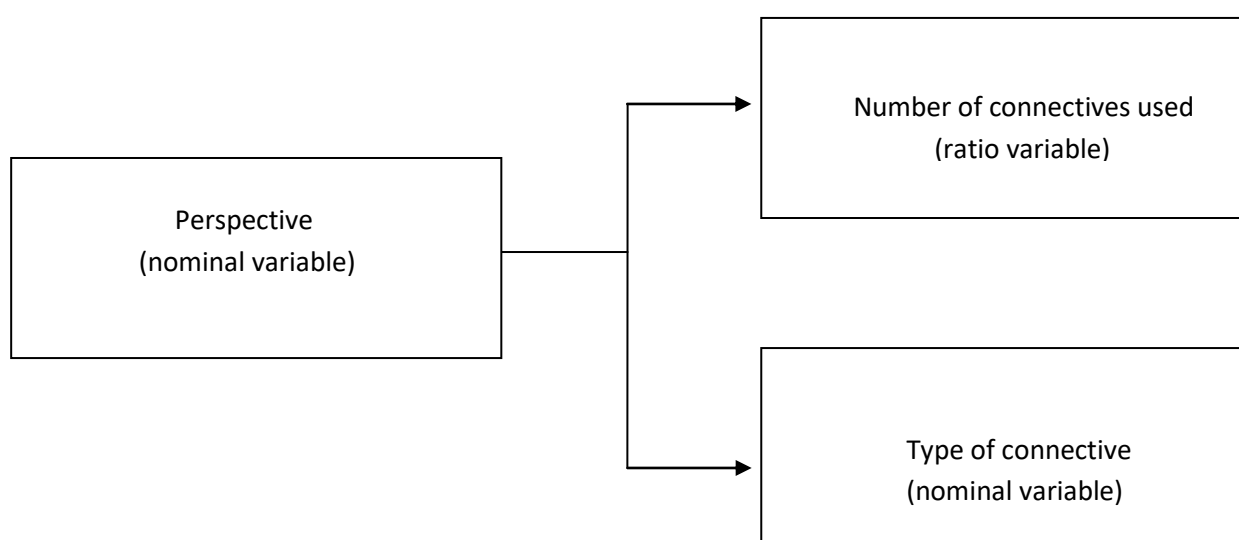 Perspective
(nominal variable)
Number of connectives used
(ratio variable)
Type of connective
(nominal variable)